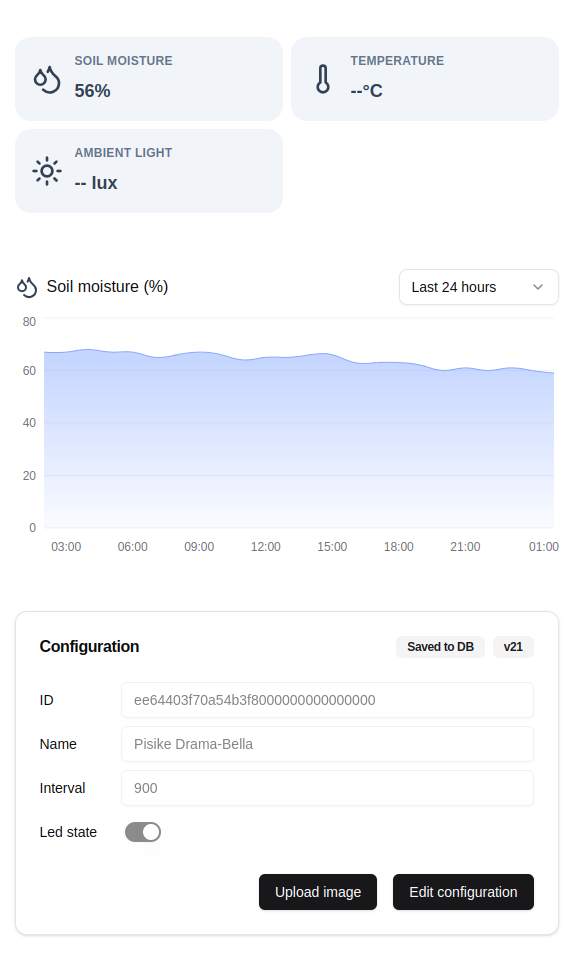 SOIL MOISTURE
56%
TEMPERATURE
--°C
AMBIENT LIGHT
-- lux
Soil moisture (%)
Last 24 hours
80
60
40
20
0
03:00 06:00 09:00 12:00 15:00 18:00 21:00 01:00
Configuration
Saved to DB
v21
ID
ee64403f70a54b3f8000000000000000
Name
Pisike Drama-Bella
Interval
900
Led state
Upload image
Edit configuration